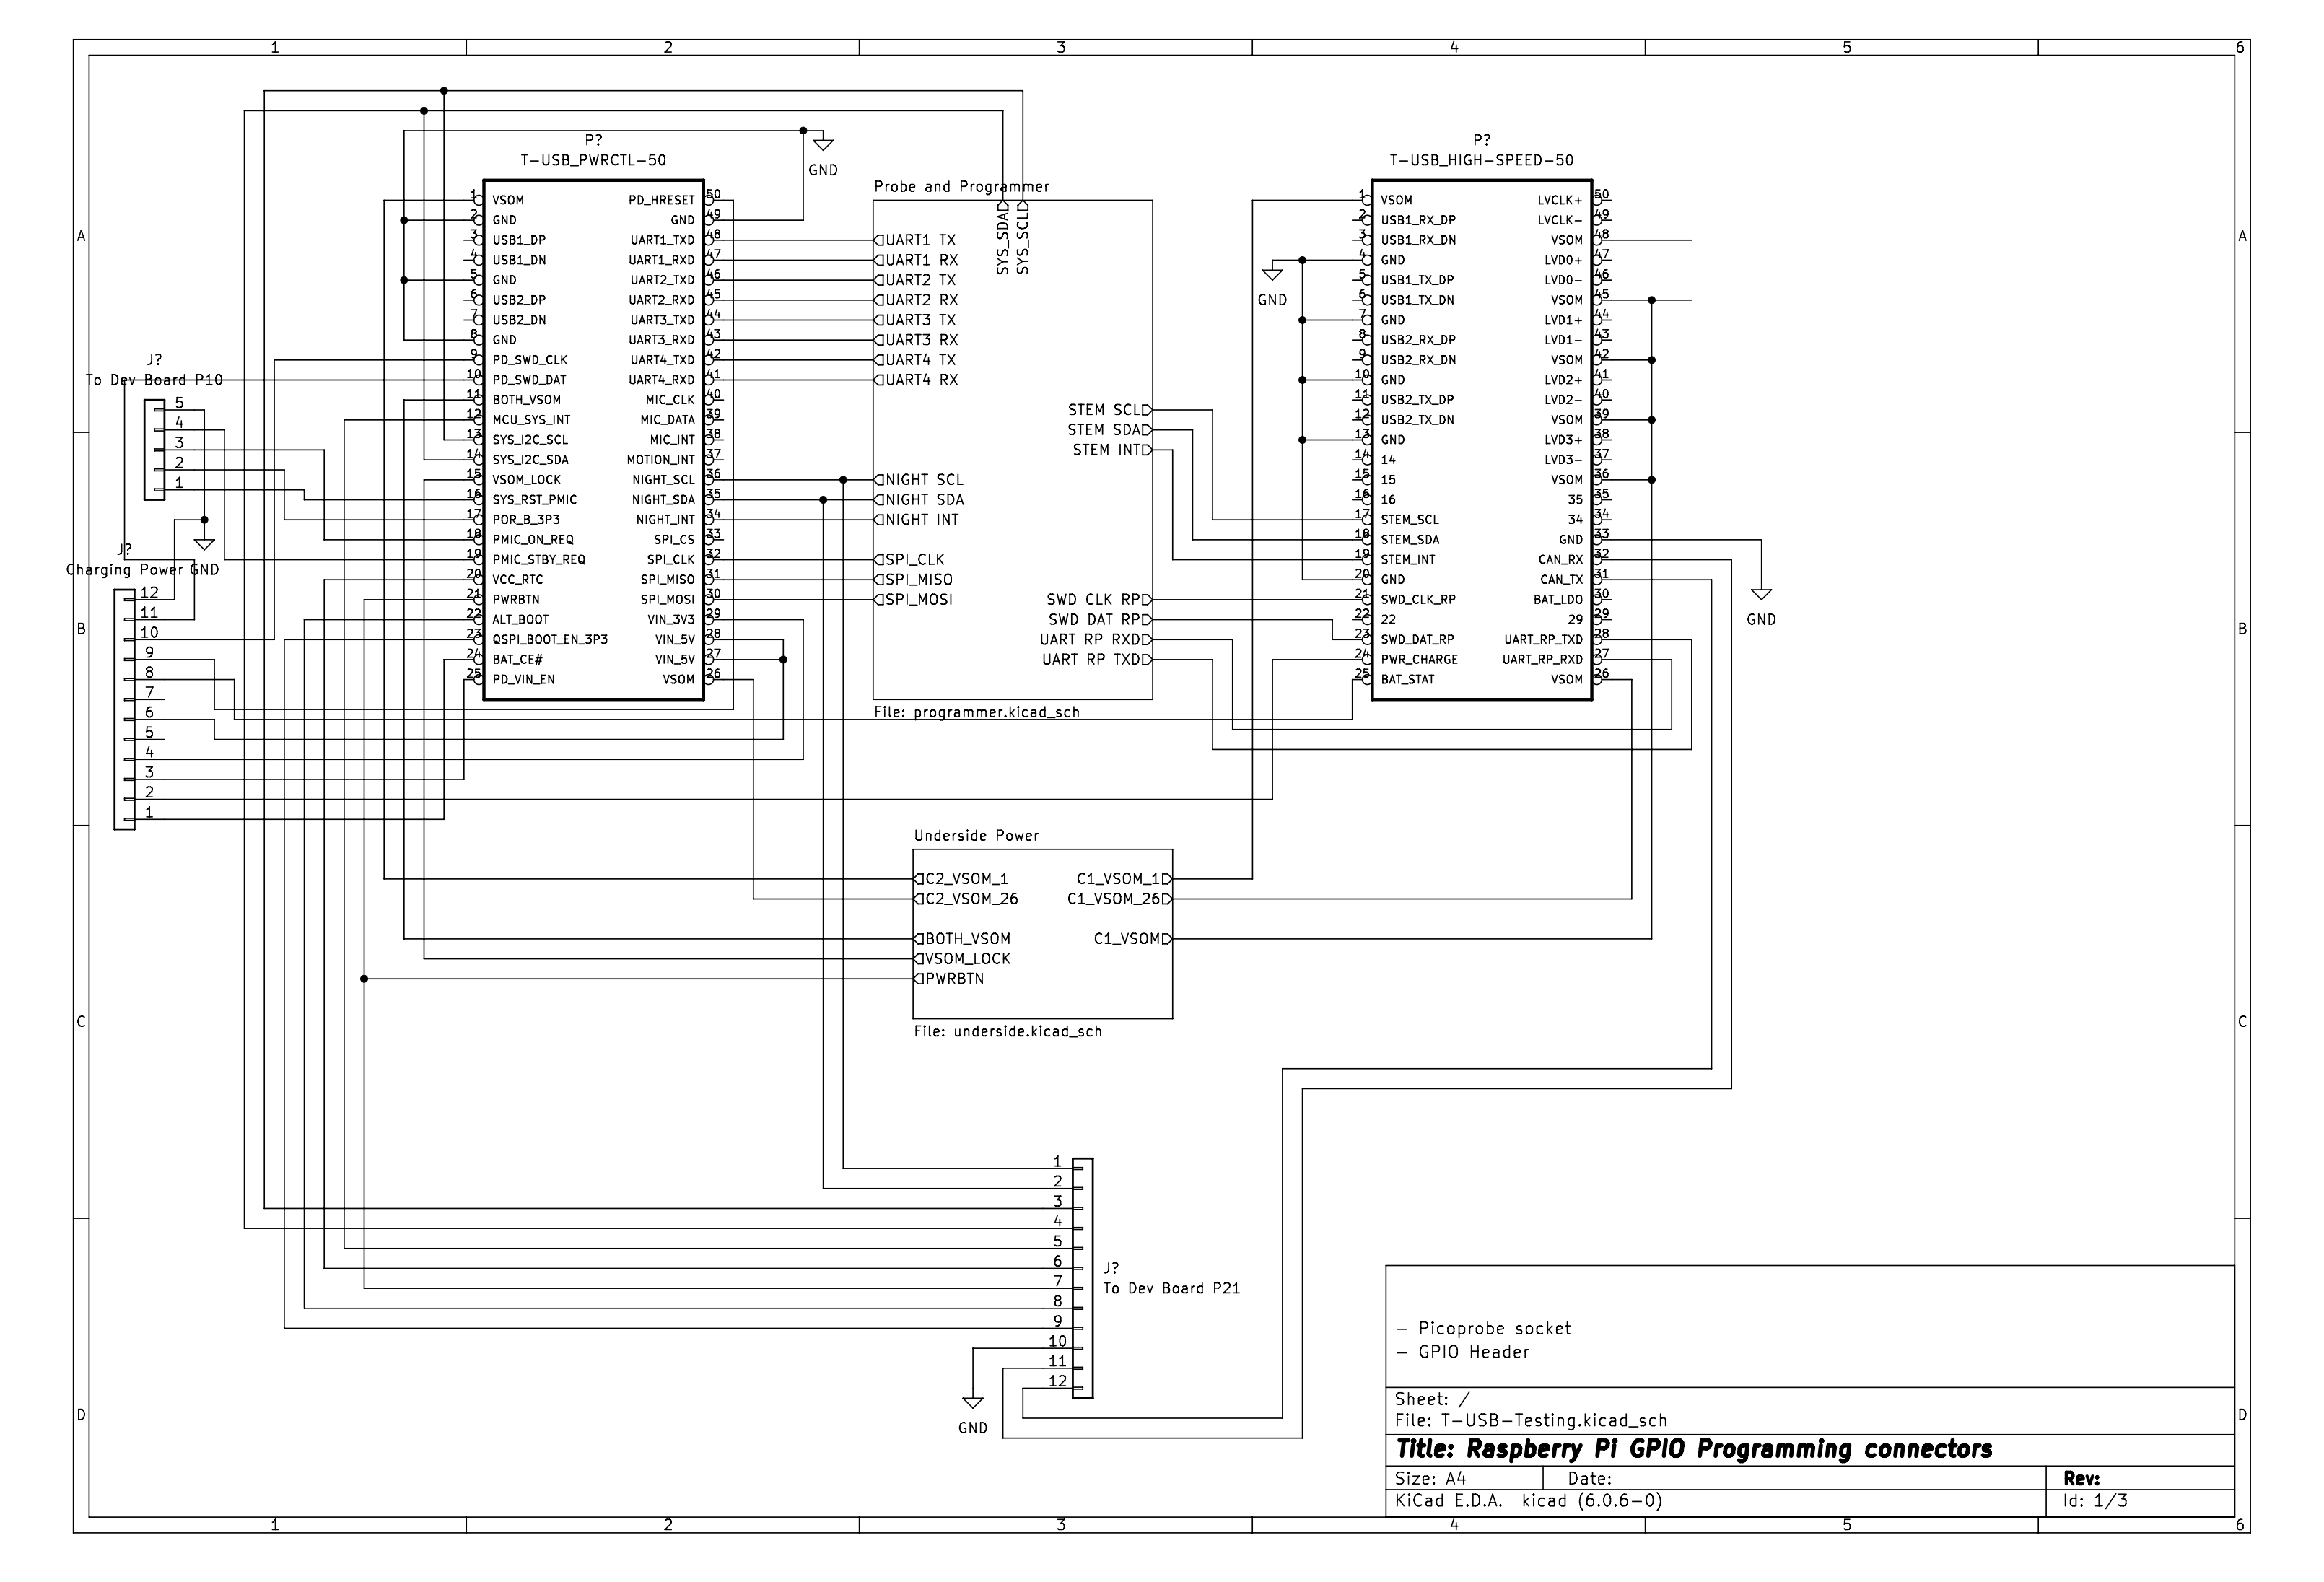 1 2 3 4 5 6
A
B
C
D
P?
T-USB_PWRCTL-50
1 VSOM
2 GND
3 USB1_DP
4 USB1_DN
5 GND
6 USB2_DP
7 USB2_DN
8 GND
9 PD_SWD_CLK
10 PD_SWD_DAT
11 BOTH_VSOM
12 MCU_SYS_INT
13 SYS_I2C_SCL
14 SYS_I2C_SDA
15 VSOM_LOCK
16 SYS_RST_PMIC
17 POR_B_3P3
18 PMIC_ON_REQ
19 PMIC_STBY_REQ
20 VCC_RTC
21 PWRBTN
22 ALT_BOOT
23 QSPI_BOOT_EN_3P3
24 BAT_CE#
25 PD_VIN_EN
PD_HRESET 50
GND 49
UART1_TXD 48
UART1_RXD 47
UART2_TXD 46
UART2_RXD 45
UART3_TXD 44
UART3_RXD 43
UART4_TXD 42
UART4_RXD 41
MIC_CLK 40
MIC_DATA 39
MIC_INT 38
MOTION_INT 37
NIGHT_SCL 36
NIGHT_SDA 35
NIGHT_INT 34
SPI_CS 33
SPI_CLK 32
SPI_MISO 31
SPI_MOSI 30
VIN_3V3 29
VIN_5V 28
VIN_5V 27
VSOM 26
GND
J?
To Dev Board P10
5
4
3
2
1
GND
J?
Charging Power
12
11
10
9
8
7
6
5
4
3
2
1
Probe and Programmer
SYS_SDA
SYS_SCL
UART1 TX
UART1 RX
UART2 TX
UART2 RX
UART3 TX
UART3 RX
UART4 TX
UART4 RX
STEM SCL
STEM SDA
STEM INT
NIGHT SCL
NIGHT SDA
NIGHT INT
SPI_CLK
SPI_MISO
SPI_MOSI
SWD CLK RP
SWD DAT RP
UART RP RXD
UART RP TXD
File: programmer.kicad_sch
P?
T-USB_HIGH-SPEED-50
1 VSOM
2 USB1_RX_DP
3 USB1_RX_DN
4 GND
5 USB1_TX_DP
6 USB1_TX_DN
7 GND
8 USB2_RX_DP
9 USB2_RX_DN
10 GND
11 USB2_TX_DP
12 USB2_TX_DN
13 GND
14 14
15 15
16 16
17 STEM_SCL
18 STEM_SDA
19 STEM_INT
20 GND
21 SWD_CLK_RP
22 22
23 SWD_DAT_RP
24 PWR_CHARGE
25 BAT_STAT
LVCLK+ 50
LVCLK- 49
VSOM 48
LVD0+ 47
LVD0- 46
VSOM 45
LVD1+ 44
LVD1- 43
VSOM 42
LVD2+ 41
LVD2- 40
VSOM 39
LVD3+ 38
LVD3- 37
VSOM 36
35 35
34 34
GND 33
CAN_RX 32
CAN_TX 31
BAT_LDO 30
29 29
UART_RP_TXD 28
UART_RP_RXD 27
VSOM 26
GND
GND
Underside Power
C2_VSOM_1
C2_VSOM_26
BOTH_VSOM
VSOM_LOCK
PWRBTN
C1_VSOM_1
C1_VSOM_26
C1_VSOM
File: underside.kicad_sch
1
2
3
4
5
6
7
8
9
10
11
12
J?
To Dev Board P21
GND
- Picoprobe socket
- GPIO Header
Sheet: /
File: T-USB-Testing.kicad_sch
Title: Raspberry Pi GPIO Programming connectors
Size: A4 Date: Rev:
KiCad E.D.A. kicad (6.0.6-0) Id: 1/3
A
B
C
D
1 2 3 4 5 6